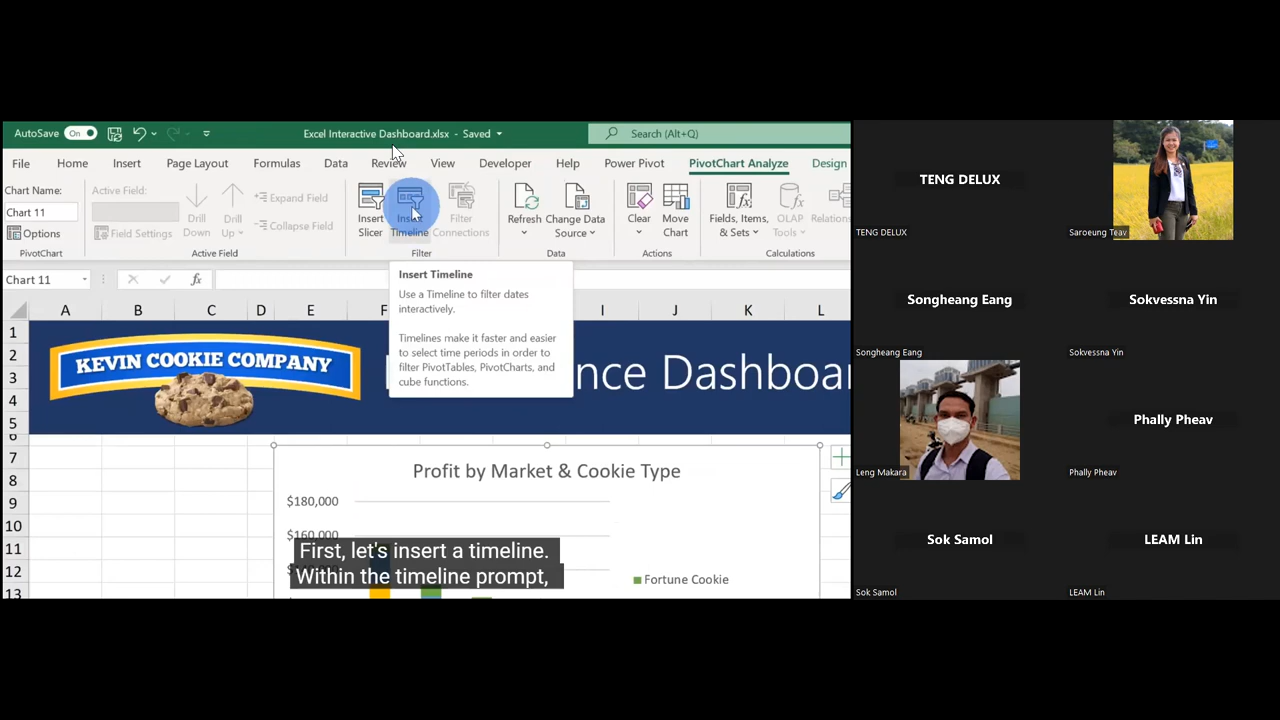 AutoSave On
Excel Interactive Dashboard.xlsx - Saved
Search (Alt+Q)
File Home Insert Page Layout Formulas Data Review View Developer Help Power Pivot PivotChart Analyze Design
Chart Name:
Chart 11
Options
PivotChart
Active Field:
Field Settings
Drill Down
Drill Up
Expand Field
Collapse Field
Active Field
Insert Slicer
Insert Timeline
Filter Connections
Filter
Refresh
Change Data Source
Data
Clear
Move Chart
Actions
Fields, Items, & Sets
OLAP Tools
Relations
Calculations
Chart 11
fx
Insert Timeline
Use a Timeline to filter dates
interactively.
Timelines make it faster and easier
to select time periods in order to
filter PivotTables, PivotCharts, and
cube functions.
A B C D E F I J K L
1
2
3
4
5
6
7
8
9
10
11
12
13
KEVIN COOKIE COMPANY
nce Dashboar
Profit by Market & Cookie Type
$180,000
$160,000
Fortune Cookie
First, let's insert a timeline.
Within the timeline prompt,
TENG DELUX
TENG DELUX
Saroeung Teav
Songheang Eang
Songheang Eang
Sokvessna Yin
Sokvessna Yin
Leng Makara
Phally Pheav
Phally Pheav
Sok Samol
Sok Samol
LEAM Lin
LEAM Lin